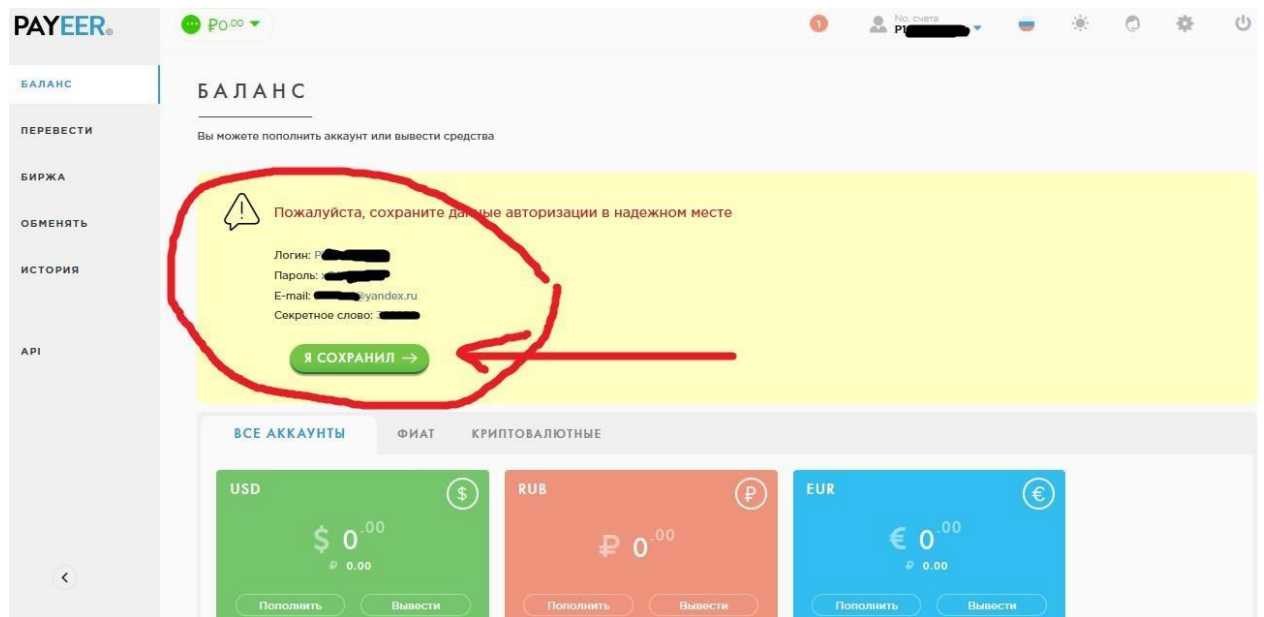 PAYEER®
₽0.00
1
No. счета
БАЛАНС
ПЕРЕВЕСТИ
БИРЖА
ОБМЕНЯТЬ
ИСТОРИЯ
API
БАЛАНС
Вы можете пополнить аккаунт или вывести средства
Пожалуйста, сохраните данные авторизации в надежном месте
Логин: P
Пароль:
E-mail: @yandex.ru
Секретное слово:
Я СОХРАНИЛ →
ВСЕ АККАУНТЫ ФИАТ КРИПТОВАЛЮТНЫЕ
USD $ RUB ₽ EUR €
$ 0.00 ₽ 0.00 € 0.00
₽ 0.00 ₽ 0.00
Пополнить Вывести Пополнить Вывести Пополнить Вывести